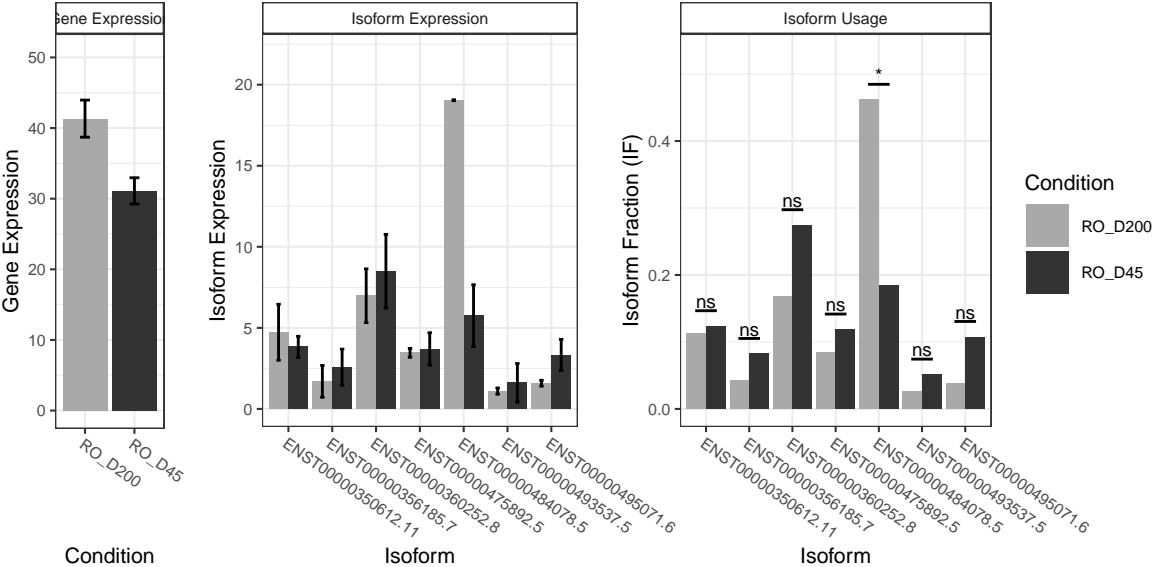 Gene Expression
Gene Expression
50
40
30
20
10
0
RO_D200
RO_D45
Condition
Isoform Expression
Isoform Expression
20
15
10
5
0
ENST00000350612.11
ENST00000356185.7
ENST00000360252.8
ENST00000475892.5
ENST00000484078.5
ENST00000493537.5
ENST00000495071.6
Isoform
Isoform Usage
Isoform Fraction (IF)
0.4
0.2
0.0
ns
ns
ns
ns
*
ns
ns
ENST00000350612.11
ENST00000356185.7
ENST00000360252.8
ENST00000475892.5
ENST00000484078.5
ENST00000493537.5
ENST00000495071.6
Isoform
Condition
RO_D200
RO_D45